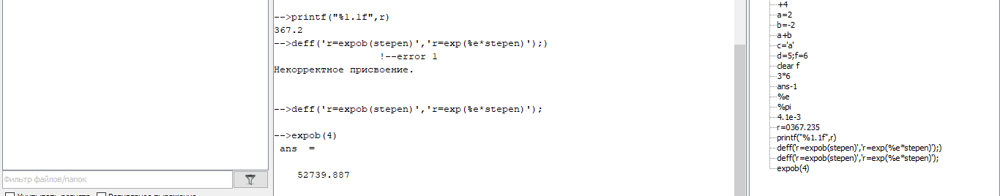 -->printf("%1.1f",r)
367.2
-->deff('r=expob(stepen)','r=exp(%e*stepen)');)
!--error 1
Некорректное присвоение.
-->deff('r=expob(stepen)','r=exp(%e*stepen)');
-->expob(4)
ans =
52739.887
Фильтр файлов/папок
+4
a=2
b=-2
a+b
c='a'
d=5;f=6
clear f
3*6
ans-1
%e
%pi
4.1e-3
r=0367.235
printf("%1.1f",r)
deff('r=expob(stepen)','r=exp(%e*stepen)');)
deff('r=expob(stepen)','r=exp(%e*stepen)');
expob(4)